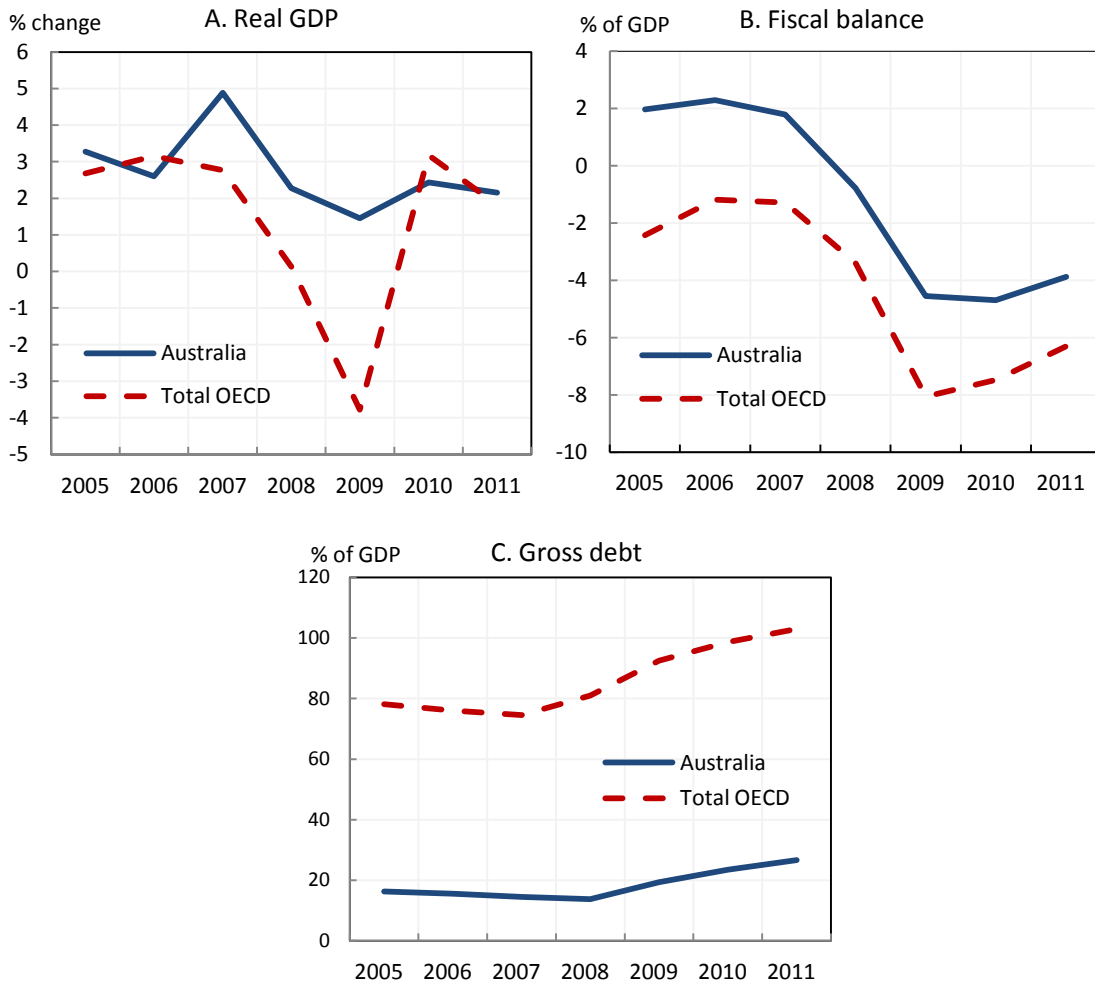 A. Real GDP
% change
6
5
4
3
2
1
0
-1
-2
-3
-4
-5
Australia
Total OECD
2005 2006 2007 2008 2009 2010 2011
B. Fiscal balance
% of GDP
4
2
0
-2
-4
-6
-8
-10
Australia
Total OECD
2005 2006 2007 2008 2009 2010 2011
C. Gross debt
% of GDP
120
100
80
60
40
20
0
Australia
Total OECD
2005 2006 2007 2008 2009 2010 2011